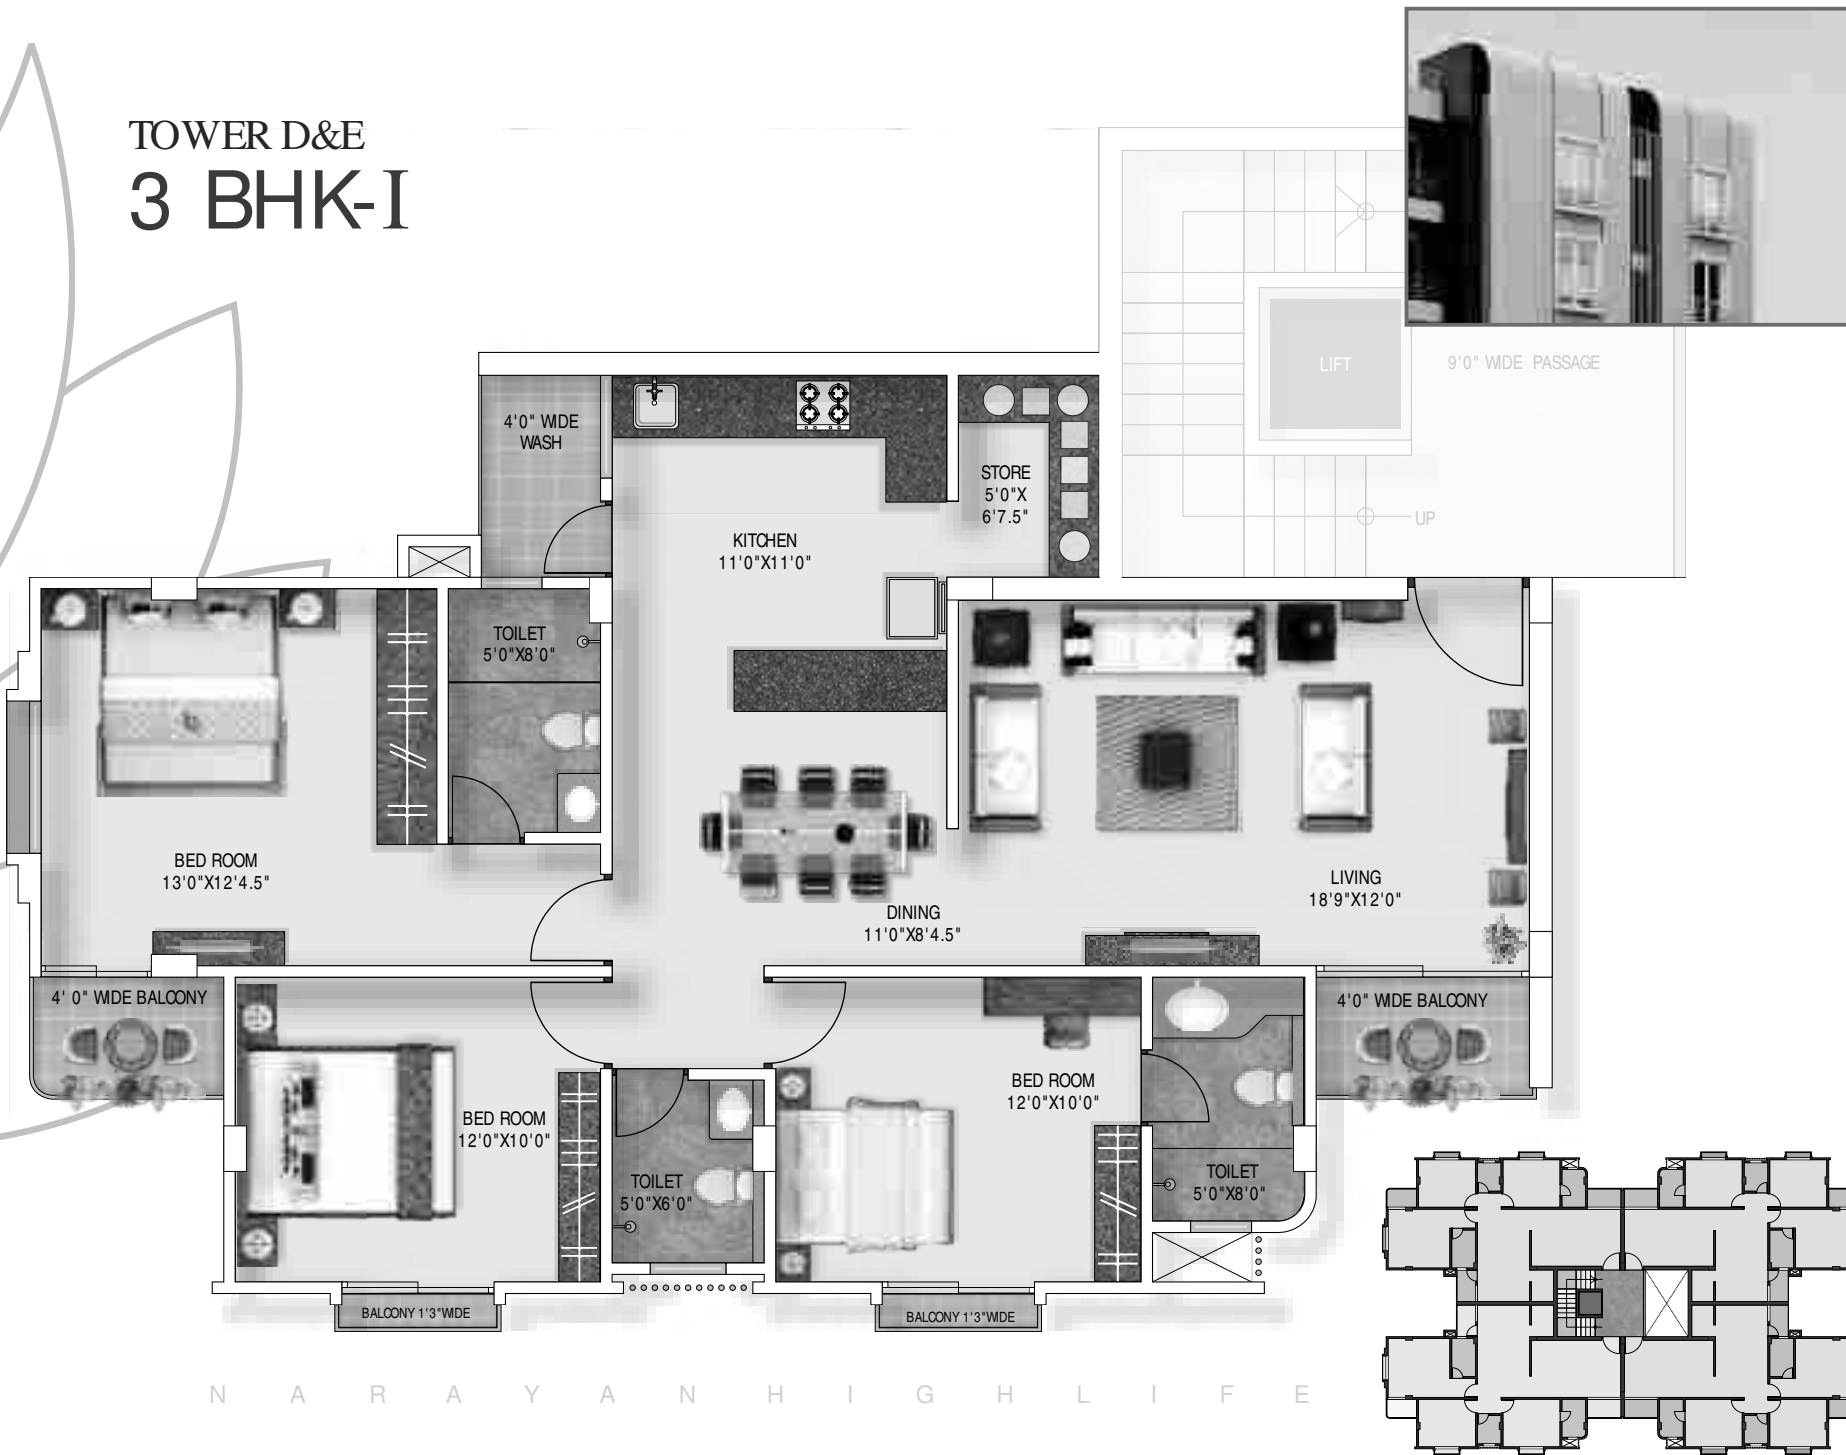 TOWER D&E
3 BHK-I
LIFT
9'0" WIDE PASSAGE
UP
4'0" WIDE
WASH
STORE
5'0"X
6'7.5"
KITCHEN
11'0"X11'0"
TOILET
5'0"X8'0"
BED ROOM
13'0"X12'4.5"
LIVING
18'9"X12'0"
DINING
11'0"X8'4.5"
4' 0" WIDE BALCONY
4'0" WIDE BALCONY
BED ROOM
12'0"X10'0"
BED ROOM
12'0"X10'0"
TOILET
5'0"X6'0"
TOILET
5'0"X8'0"
BALCONY 1'3"WIDE
BALCONY 1'3"WIDE
N A R A Y A N H I G H L I F E